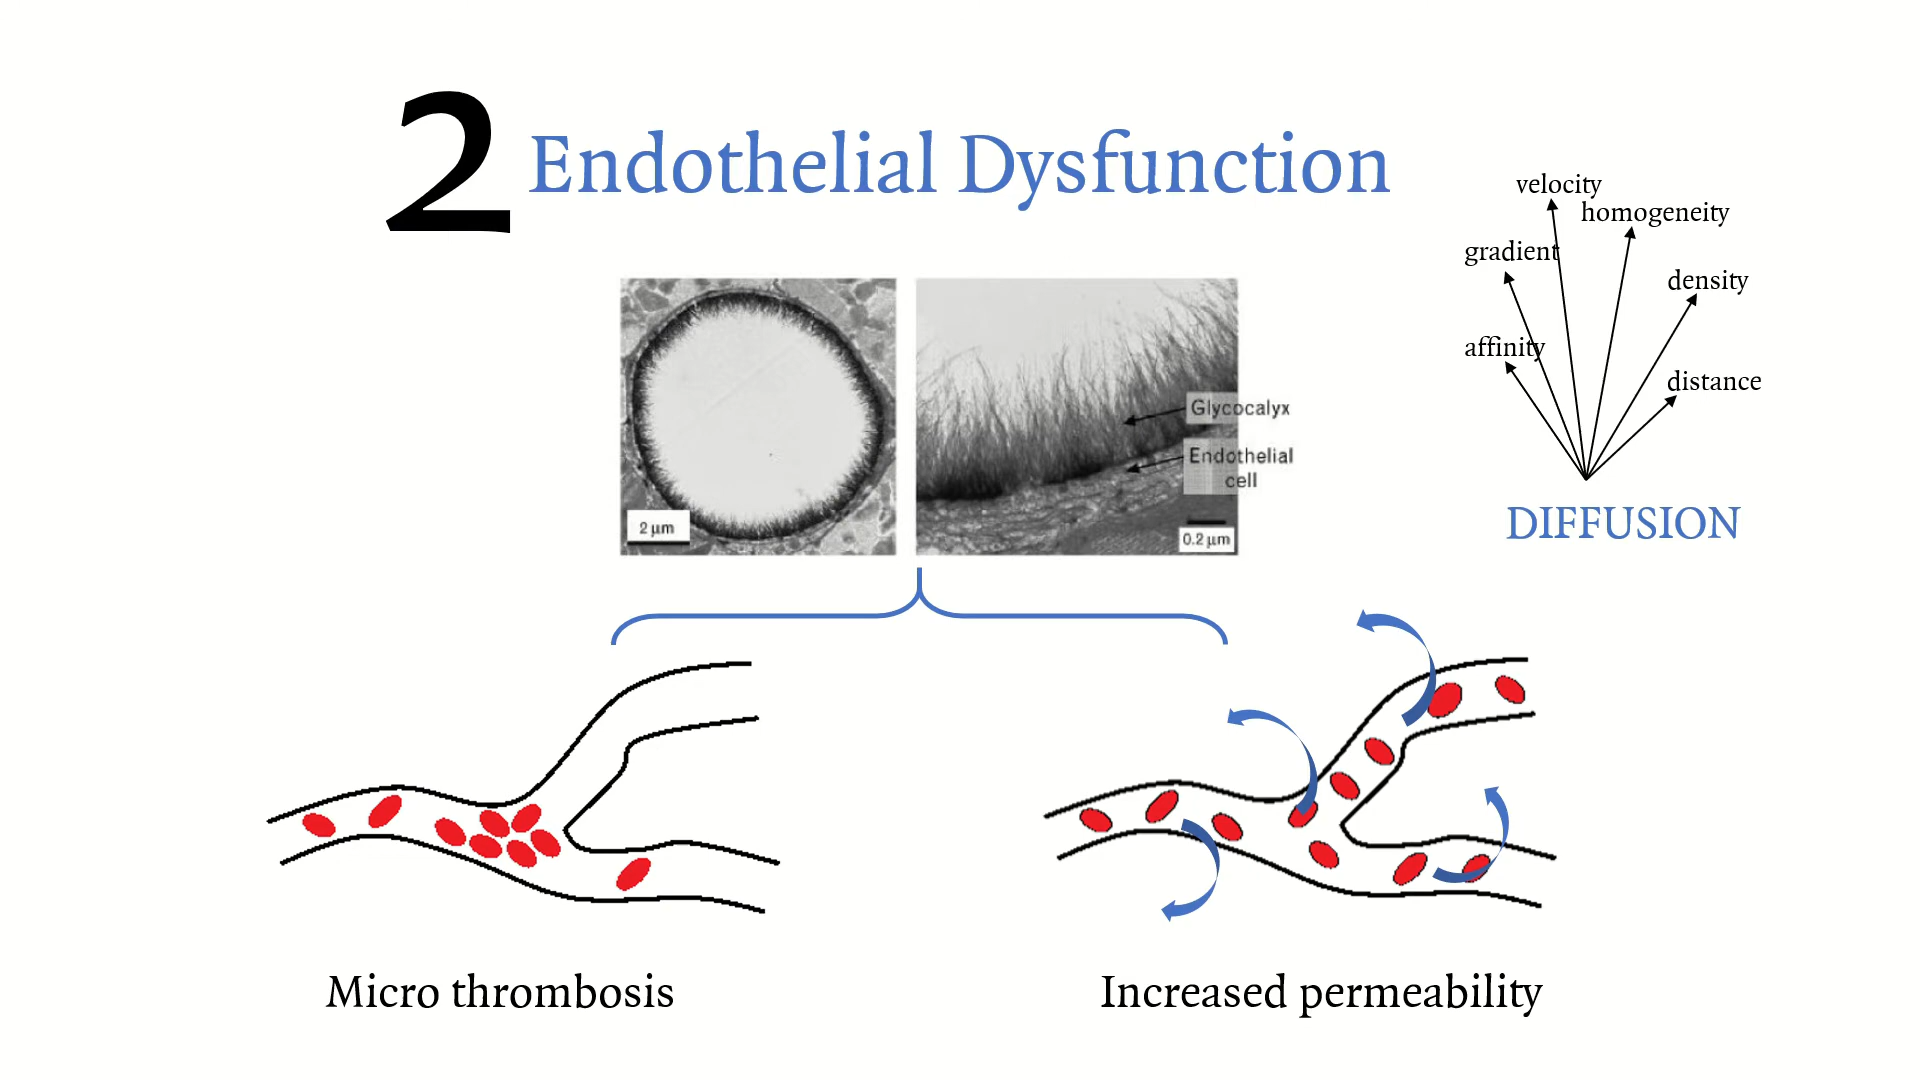 2 Endothelial Dysfunction
velocity
homogeneity
gradient
density
affinity
distance
DIFFUSION
Glycocalyx
Endothelial
cell
2 µm
0.2 µm
Micro thrombosis
Increased permeability